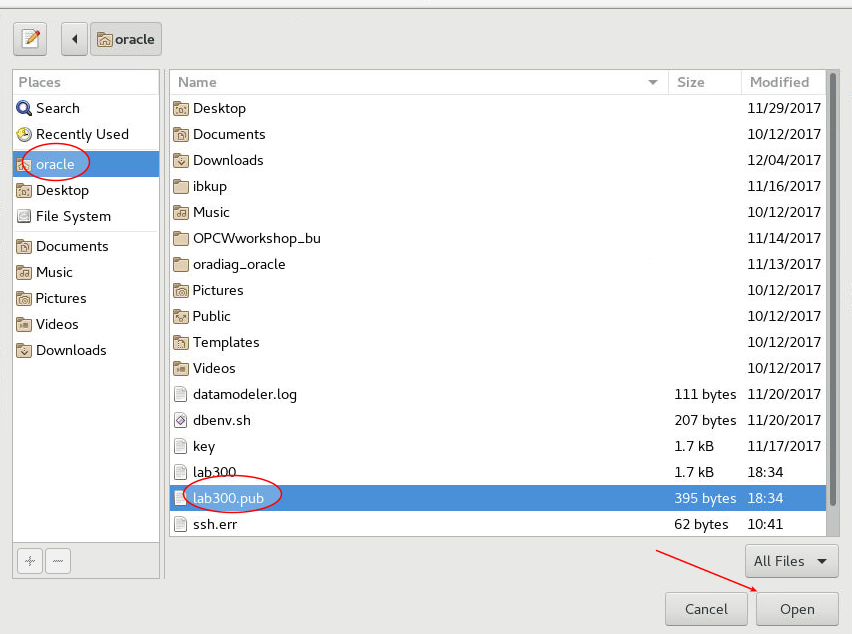 oracle
Places
Search
Recently Used
oracle
Desktop
File System
Documents
Music
Pictures
Videos
Downloads
Name Size Modified
Desktop 11/29/2017
Documents 10/12/2017
Downloads 12/04/2017
ibkup 11/16/2017
Music 10/12/2017
OPCWworkshop_bu 11/14/2017
oradiag_oracle 11/13/2017
Pictures 10/12/2017
Public 10/12/2017
Templates 10/12/2017
Videos 10/12/2017
datamodeler.log 111 bytes 11/20/2017
dbenv.sh 207 bytes 11/20/2017
key 1.7 kB 11/17/2017
lab300 1.7 kB 18:34
lab300.pub 395 bytes 18:34
ssh.err 62 bytes 10:41
All Files
Cancel Open